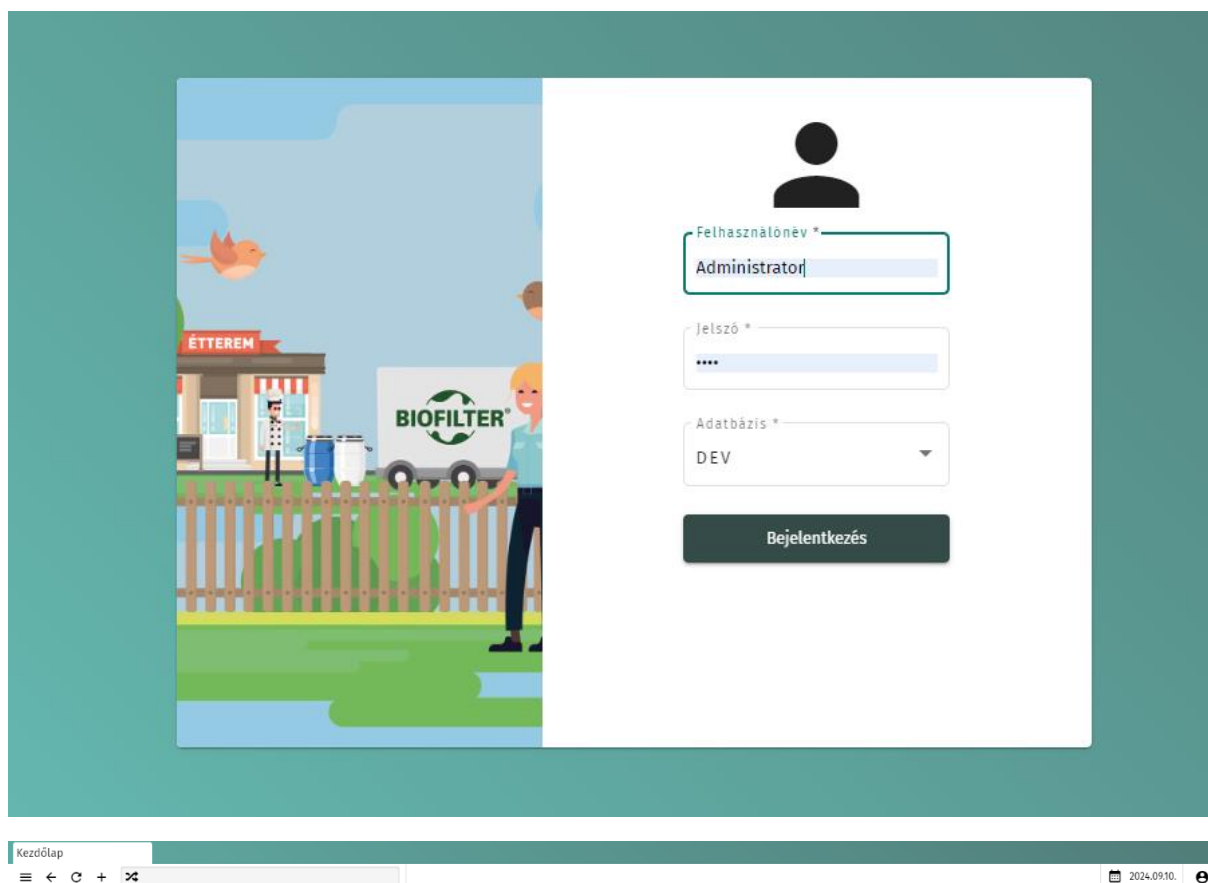 Felhasználónév *
Administrator
ÉTTEREM
Jelszó *
••••
BIOFILTER®
Adatbázis *
DEV
Bejelentkezés
Kezdőlap
2024.09.10.